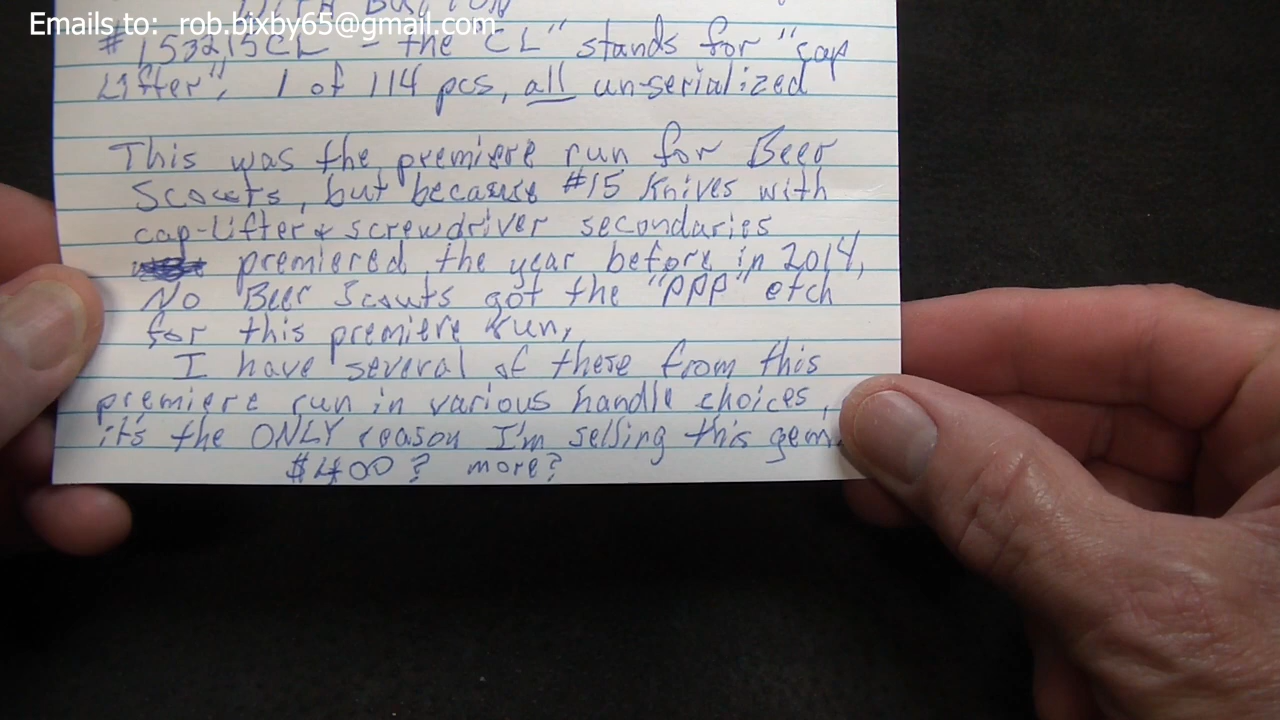 Emails to: rob.bixby65@gmail.com
#153215CL - the "CL" stands for "cap
Lifter", 1 of 114 pcs, all un-serialized
This was the premiere run for Beer
Scouts, but because #15 Knives with
cap-Lifter & screwdriver secondaries
premiered the year before in 2014,
No Beer Scouts got the "PPP" etch
for this premiere run,
I have several of these from this
premiere run in various handle choices,
it's the ONLY reason I'm selling this gem.
$400? more?